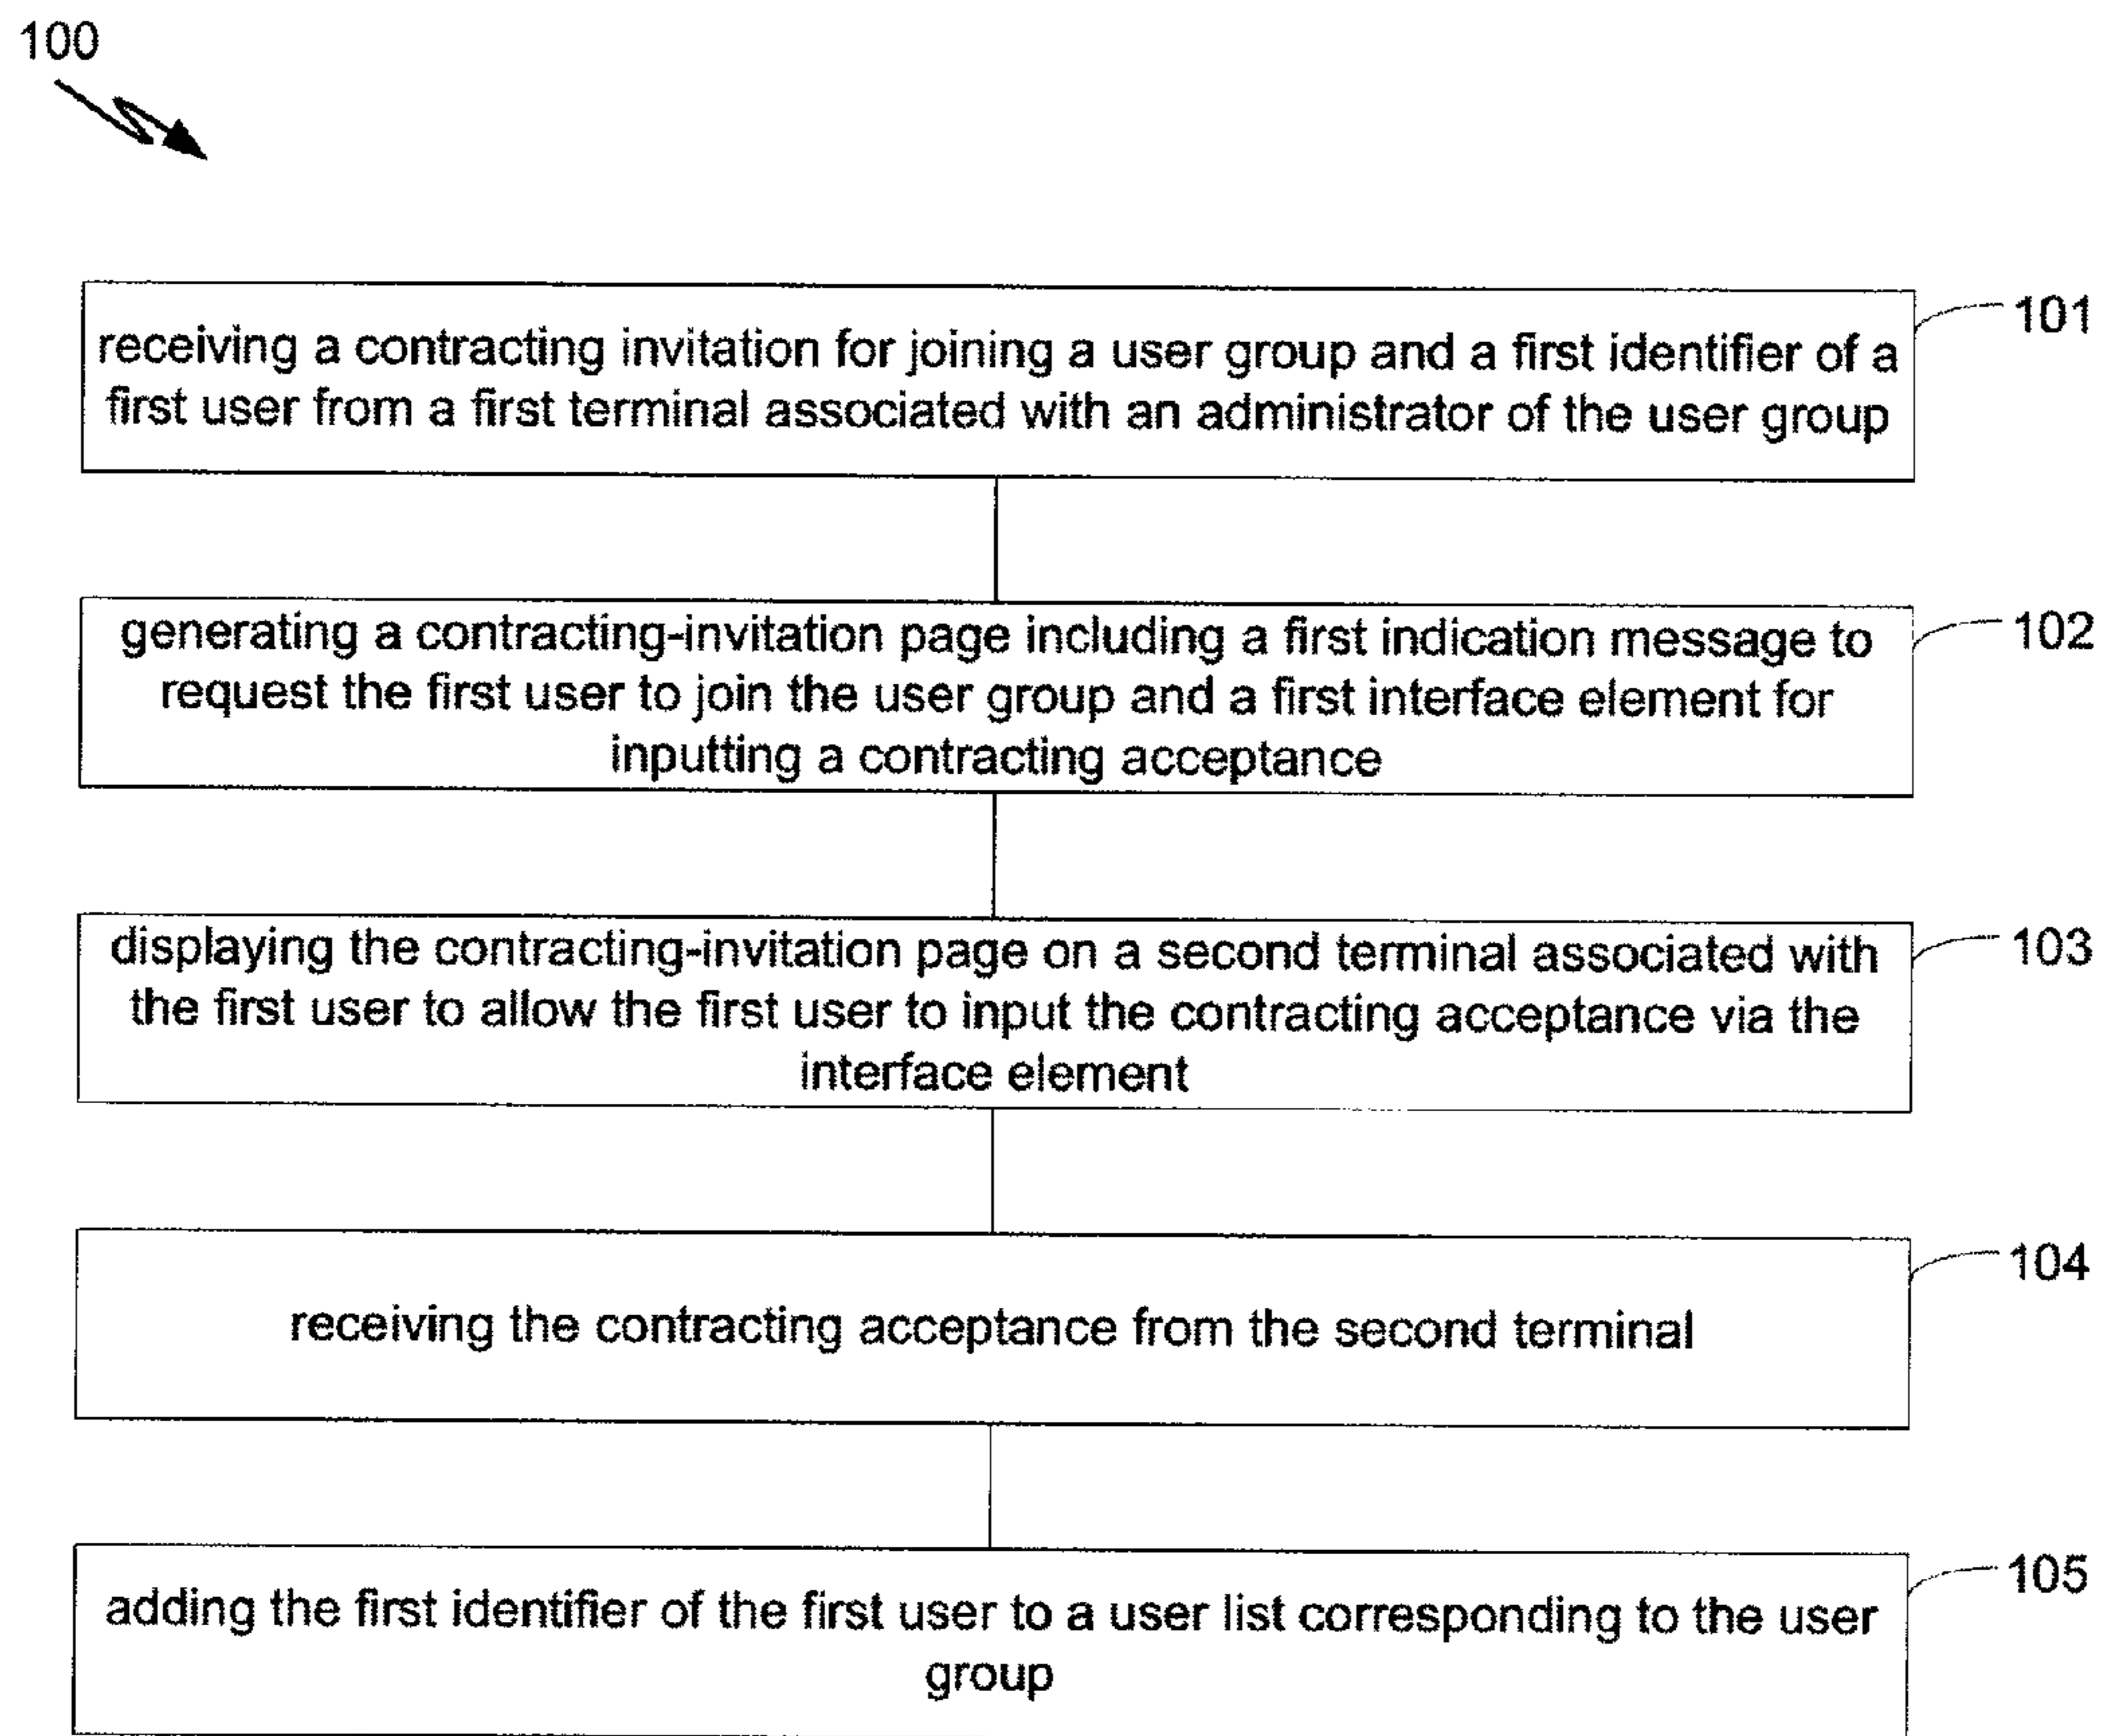 100
101
receiving a contracting invitation for joining a user group and a first identifier of a
first user from a first terminal associated with an administrator of the user group
102
generating a contracting-invitation page including a first indication message to
request the first user to join the user group and a first interface element for
inputting a contracting acceptance
103
displaying the contracting-invitation page on a second terminal associated with
the first user to allow the first user to input the contracting acceptance via the
interface element
104
receiving the contracting acceptance from the second terminal
105
adding the first identifier of the first user to a user list corresponding to the user
group